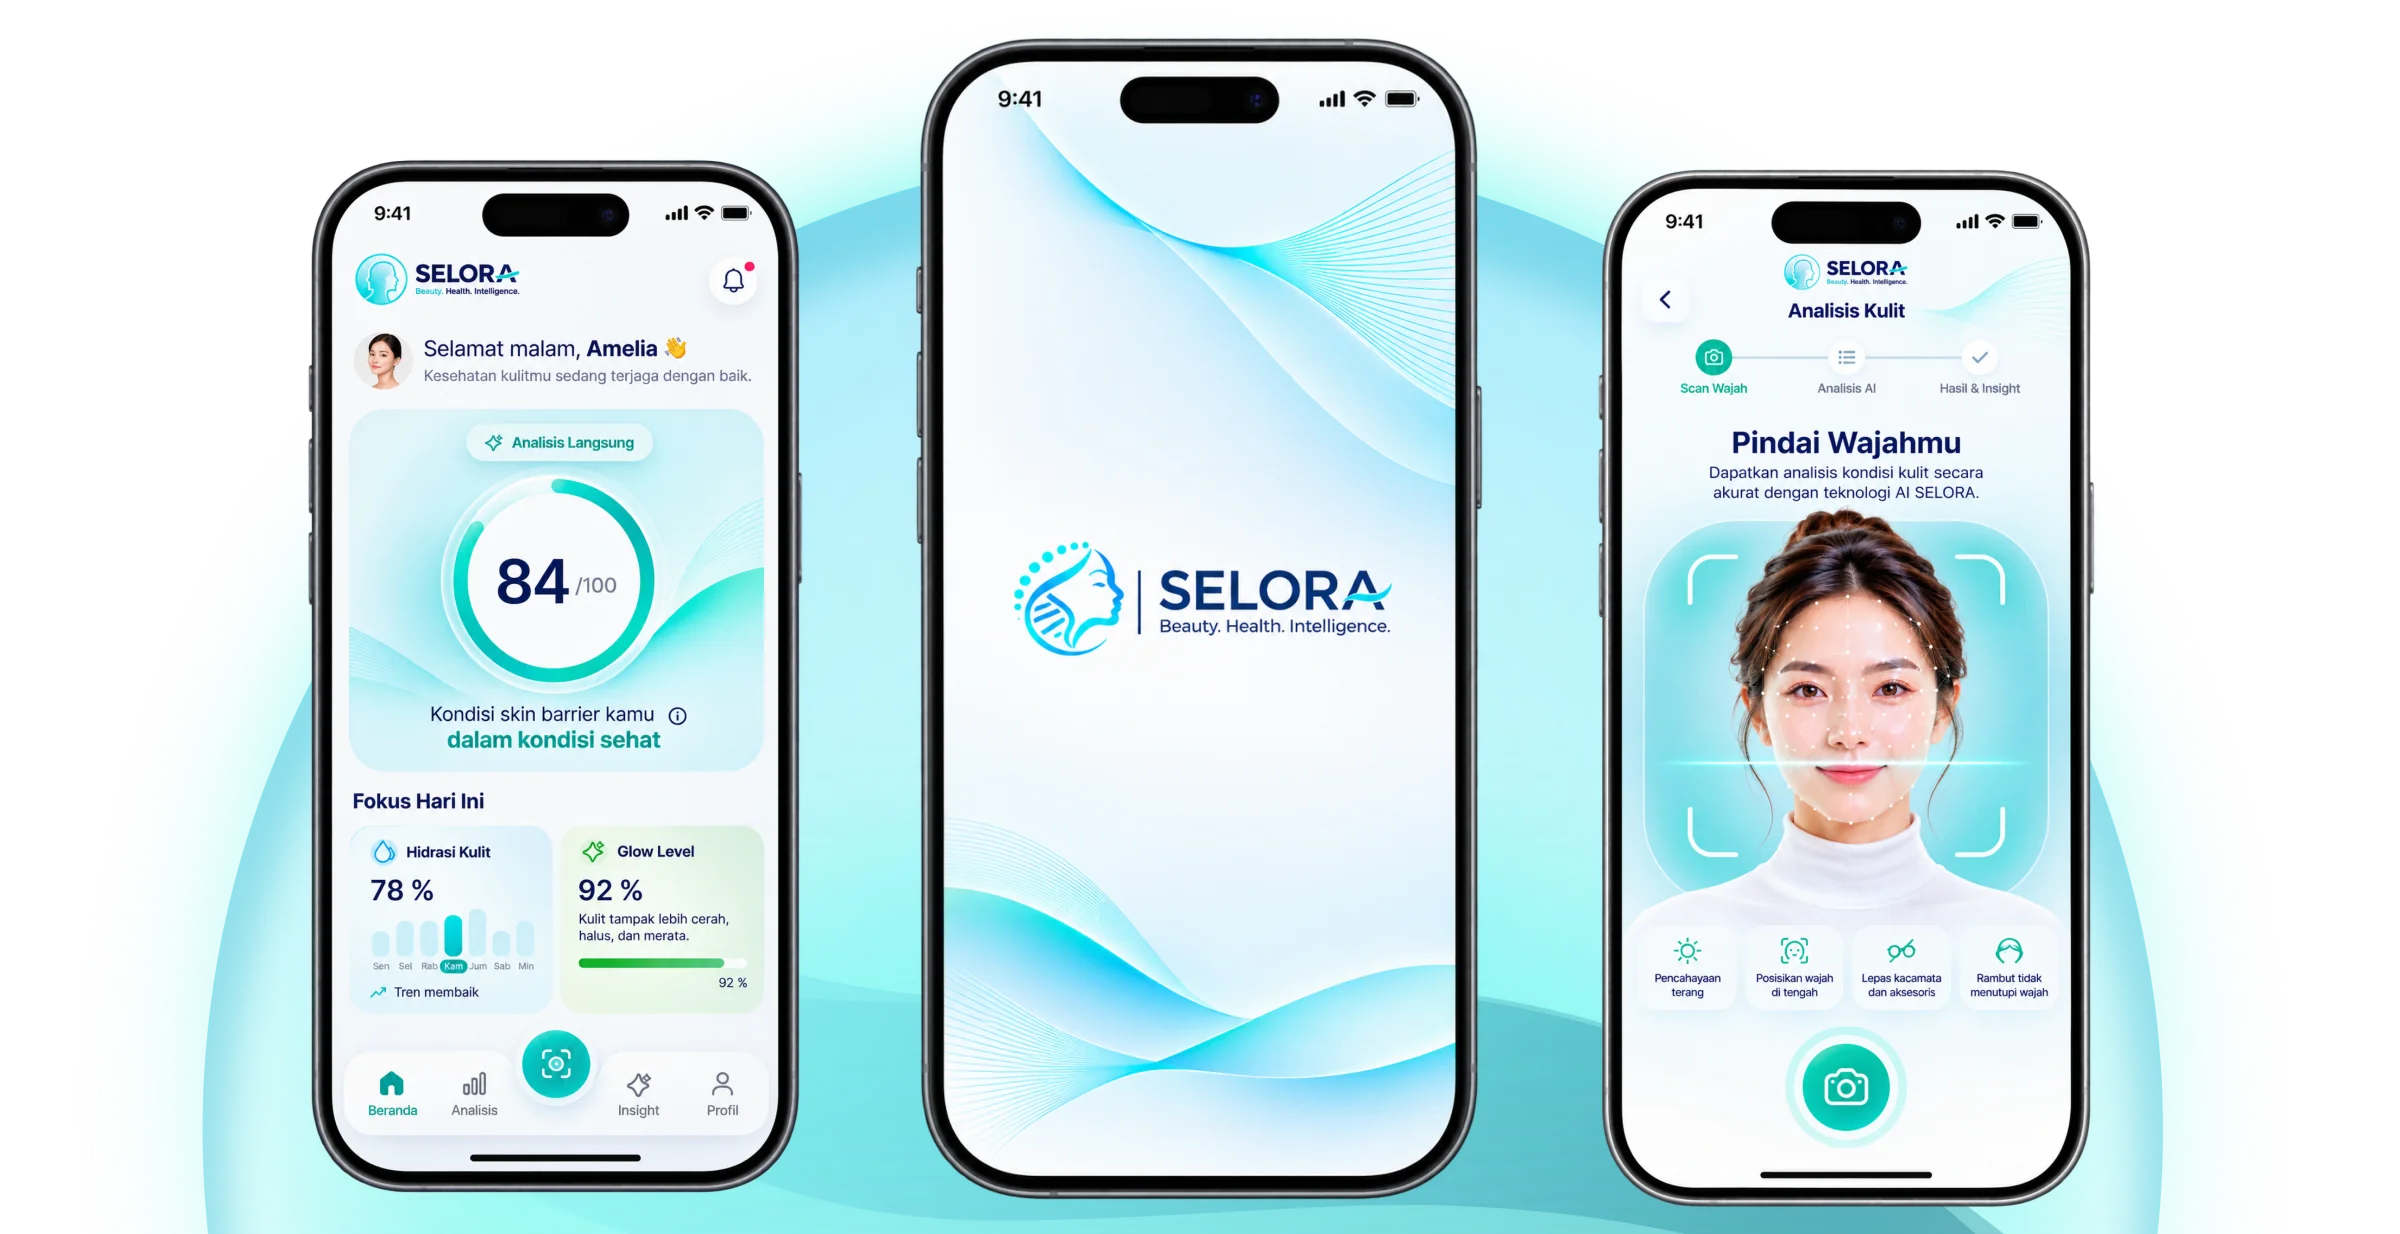 9:41
SELORA
Beauty. Health. Intelligence.
Selamat malam, Amelia 👋
Kesehatan kulitmu sedang terjaga dengan baik.
Analisis Langsung
84 /100
Kondisi skin barrier kamu
dalam kondisi sehat
Fokus Hari Ini
Hidrasi Kulit
78 %
Sen Sel Rab Kam Jum Sab Min
Tren membaik
Glow Level
92 %
Kulit tampak lebih cerah,
halus, dan merata.
92 %
Beranda
Analisis
Insight
Profil
9:41
SELORA
Beauty. Health. Intelligence.
9:41
SELORA
Beauty. Health. Intelligence.
Analisis Kulit
Scan Wajah
Analisis AI
Hasil & Insight
Pindai Wajahmu
Dapatkan analisis kondisi kulit secara
akurat dengan teknologi AI SELORA.
Pencahayaan
terang
Posisikan wajah
di tengah
Lepas kacamata
dan aksesoris
Rambut tidak
menutupi wajah